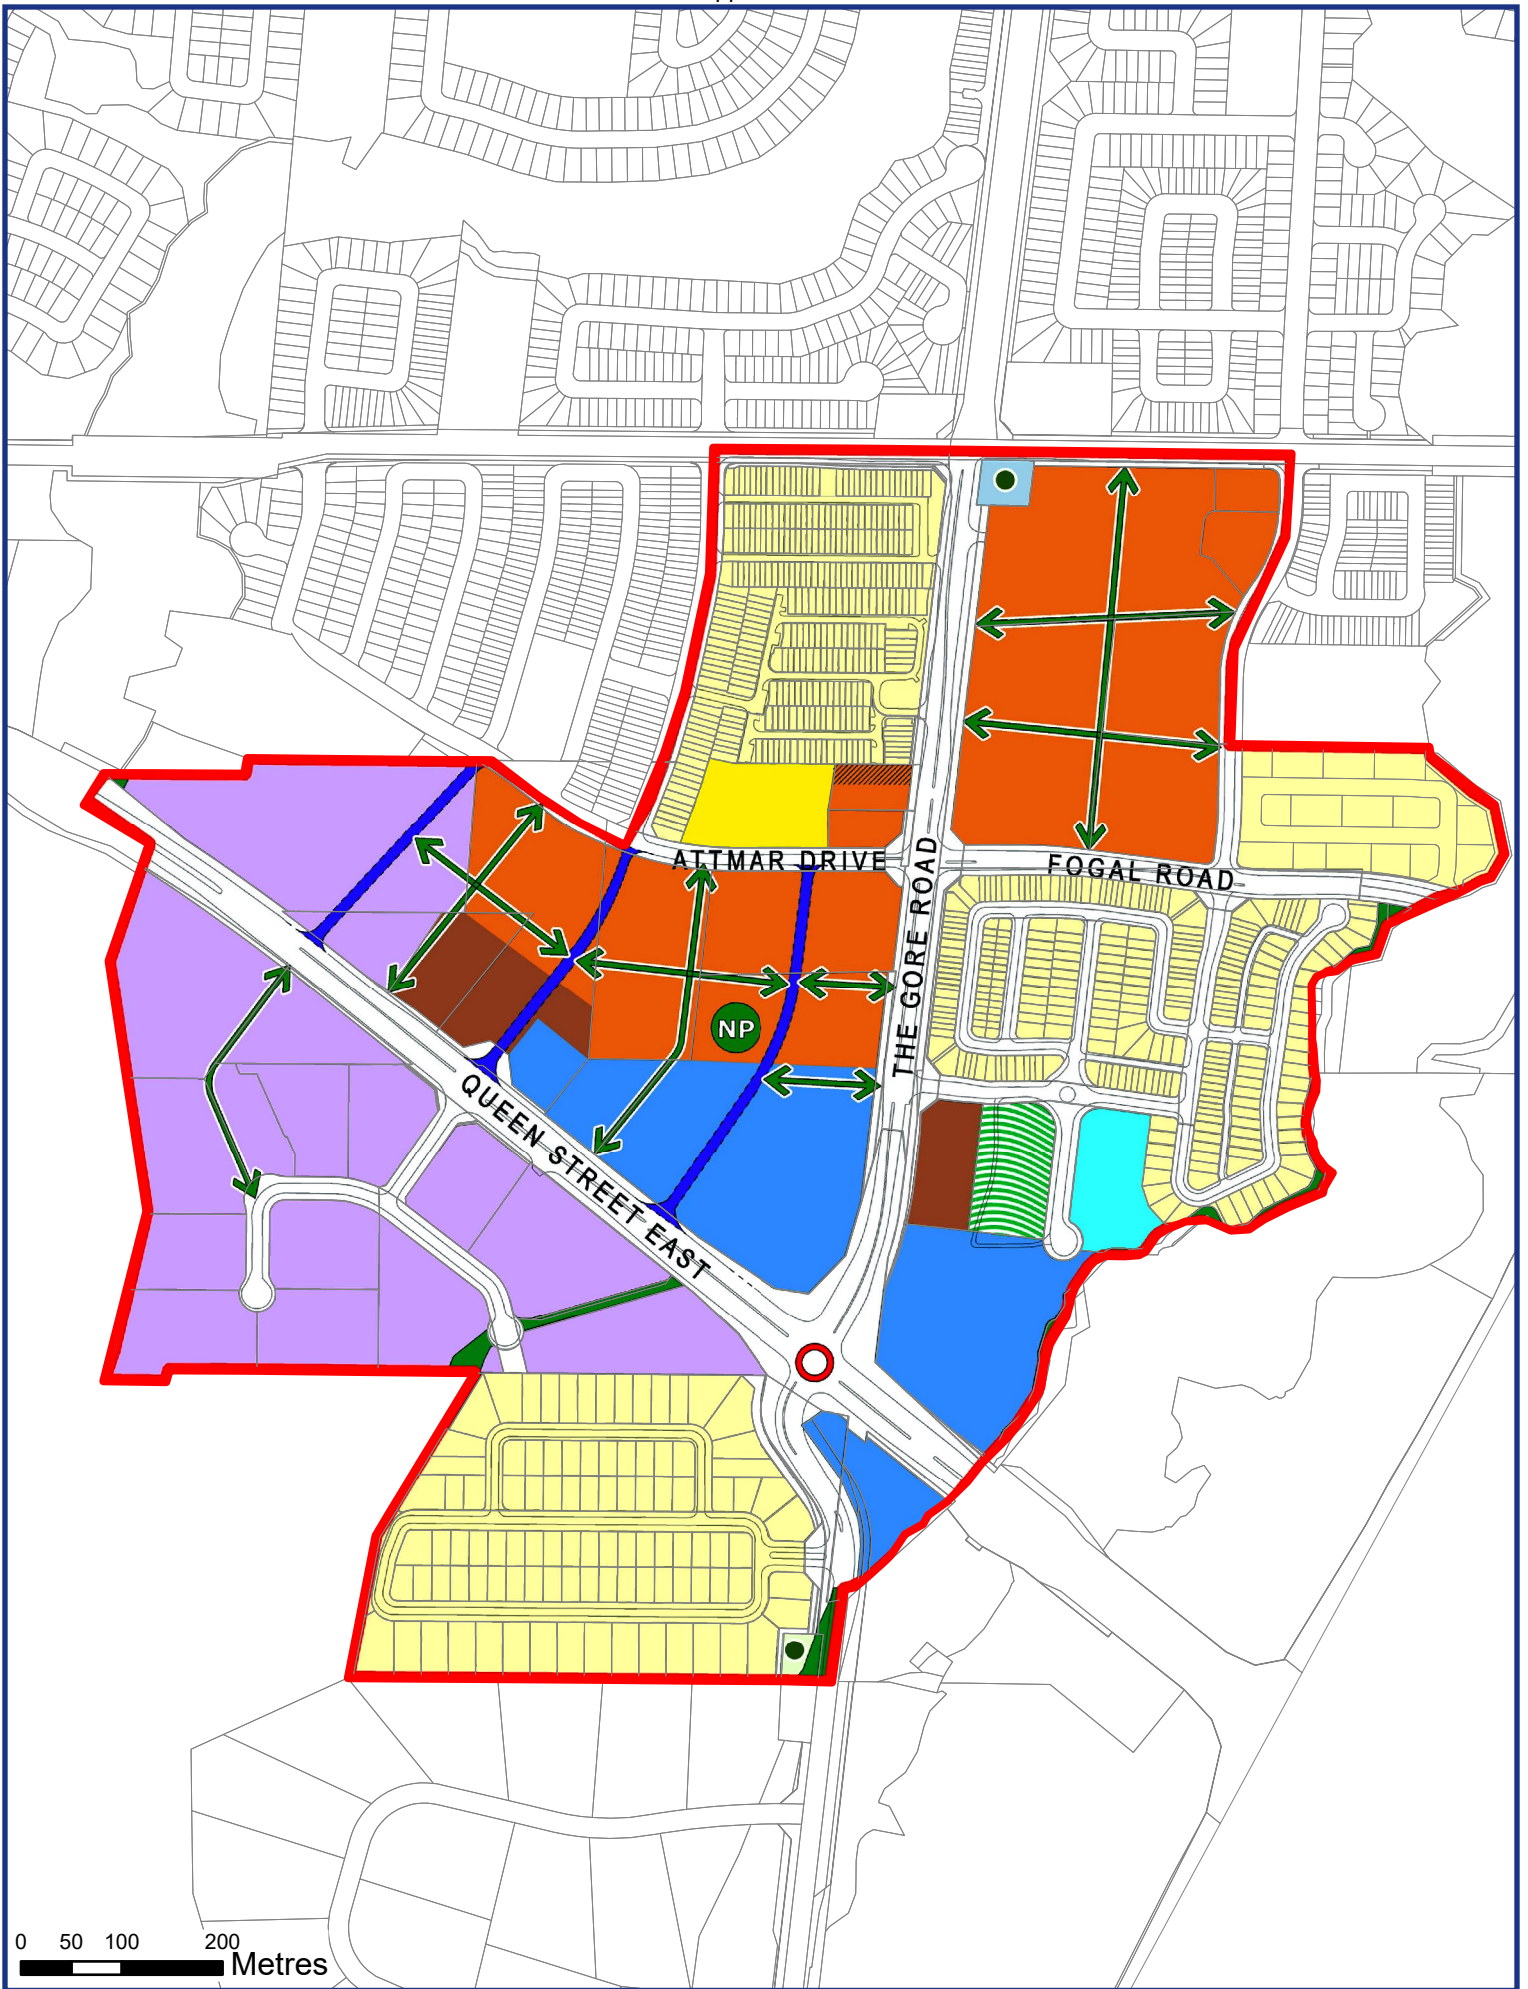 ATTMAR DRIVE
FOGAL ROAD
THE GORE ROAD
NP
QUEEN STREET EAST
0 50 100 200
Metres